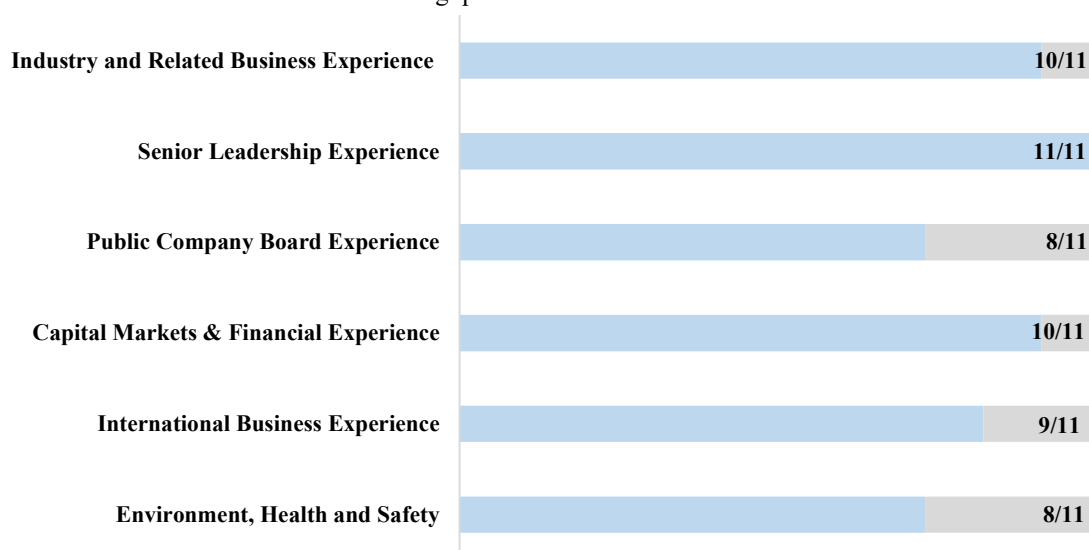 Industry and Related Business Experience 10/11
Senior Leadership Experience 11/11
Public Company Board Experience 8/11
Capital Markets & Financial Experience 10/11
International Business Experience 9/11
Environment, Health and Safety 8/11